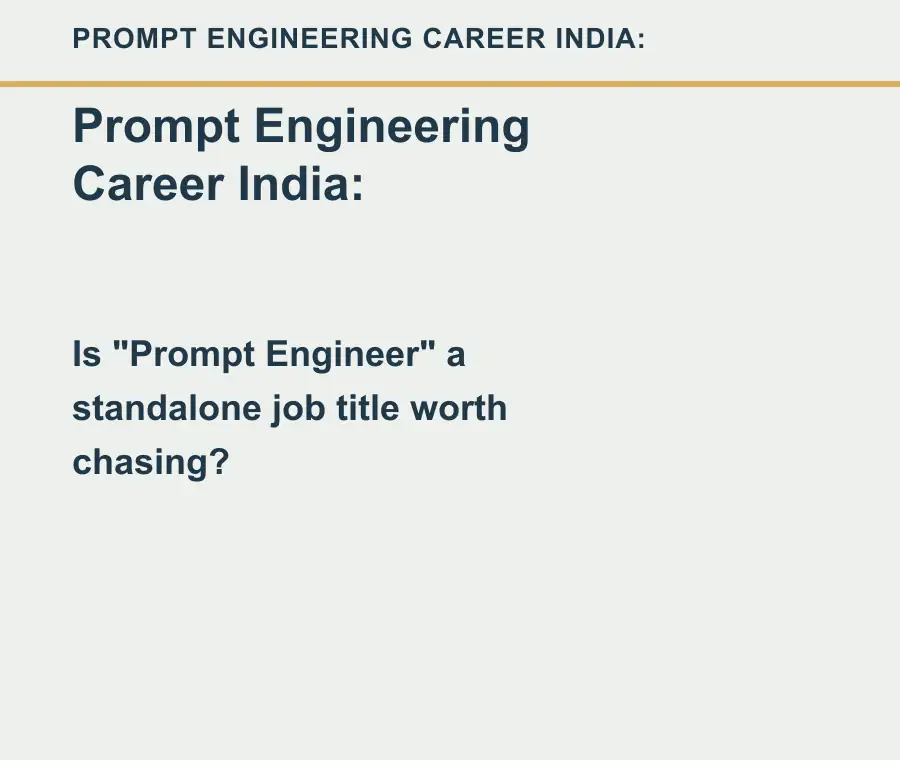 PROMPT ENGINEERING CAREER INDIA:
Prompt Engineering
Career India:
Is "Prompt Engineer" a
standalone job title worth
chasing?